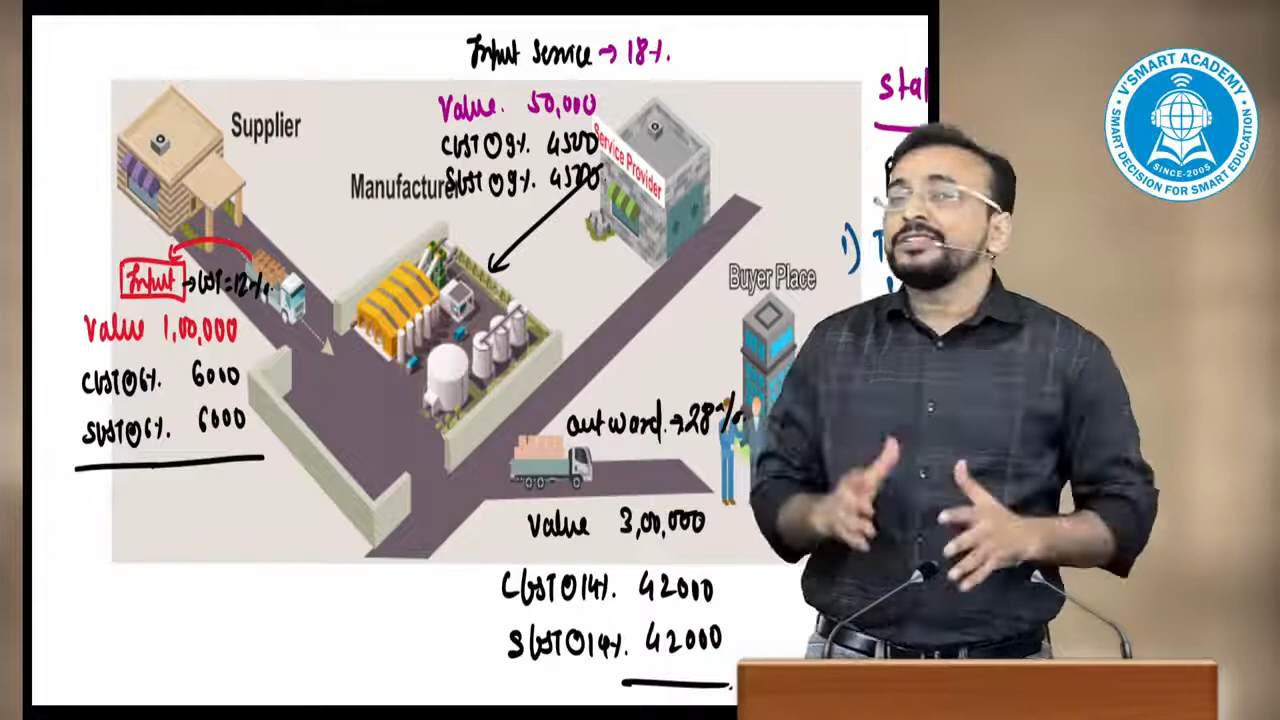 Input Service → 18%.
Value 50,000
CGST@9%. 4500
SGST@9%. 4500
Supplier
Manufacturer
Service Provider
Buyer Place
Input → GST = 12%.
Value 1,00,000
CGST@6%. 6000
SGST@6%. 6000
outward. → 28%.
Value 3,00,000
CGST@14%. 42000
SGST@14%. 42000
1)
V'SMART ACADEMY
SINCE-2005
SMART DECISION FOR SMART EDUCATION